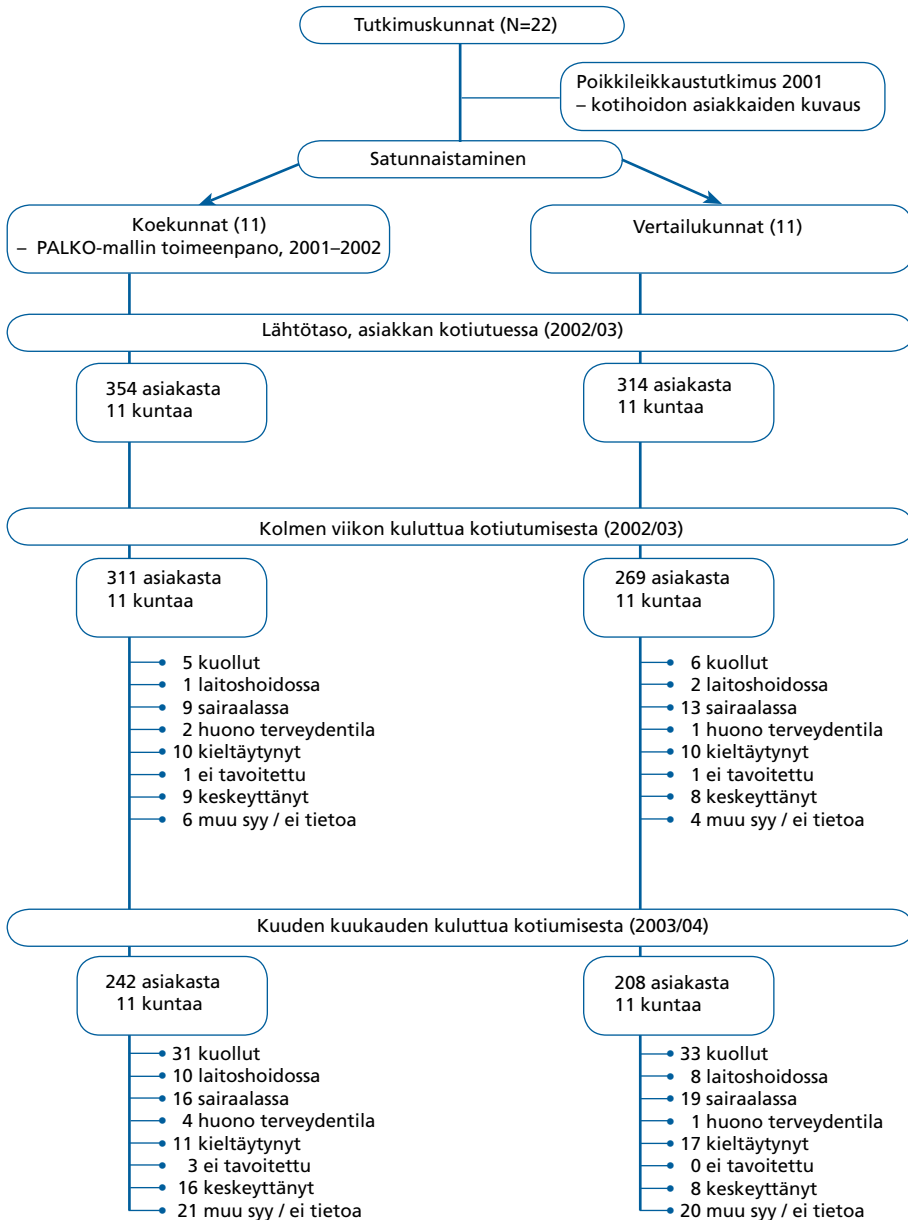 Tutkimuskunnat (N=22)
Poikkileikkaustutkimus 2001
– kotihoidon asiakkaiden kuvaus
Satunnaistaminen
Koekunnat (11)
– PALKO-mallin toimeenpano, 2001–2002
Vertailukunnat (11)
Lähtötaso, asiakkan kotiutuessa (2002/03)
354 asiakasta
11 kuntaa
314 asiakasta
11 kuntaa
Kolmen viikon kuluttua kotiutumisesta (2002/03)
311 asiakasta
11 kuntaa
269 asiakasta
11 kuntaa
5 kuollut
1 laitoshoidossa
9 sairaalassa
2 huono terveydentila
10 kieltäytynyt
1 ei tavoitettu
9 keskeyttänyt
6 muu syy / ei tietoa
6 kuollut
2 laitoshoidossa
13 sairaalassa
1 huono terveydentila
10 kieltäytynyt
1 ei tavoitettu
8 keskeyttänyt
4 muu syy / ei tietoa
Kuuden kuukauden kuluttua kotiumisesta (2003/04)
242 asiakasta
11 kuntaa
208 asiakasta
11 kuntaa
31 kuollut
10 laitoshoidossa
16 sairaalassa
4 huono terveydentila
11 kieltäytynyt
3 ei tavoitettu
16 keskeyttänyt
21 muu syy / ei tietoa
33 kuollut
8 laitoshoidossa
19 sairaalassa
1 huono terveydentila
17 kieltäytynyt
0 ei tavoitettu
8 keskeyttänyt
20 muu syy / ei tietoa